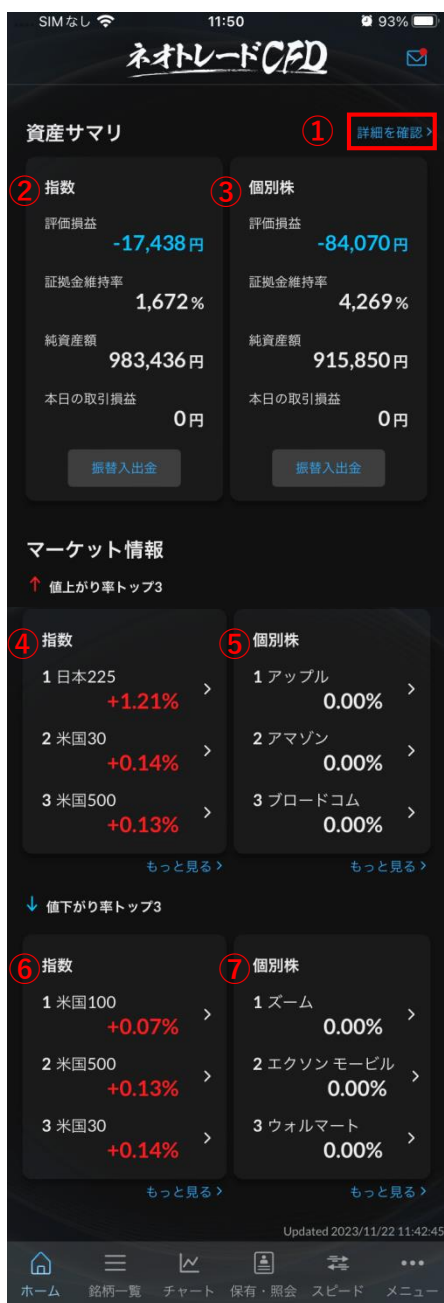 SIMなし 11:50 93%
ネオトレードCFD
資産サマリ ① 詳細を確認 >
② 指数
評価損益
-17,438 円
証拠金維持率
1,672 %
純資産額
983,436 円
本日の取引損益
0 円
振替入出金
③ 個別株
評価損益
-84,070 円
証拠金維持率
4,269 %
純資産額
915,850 円
本日の取引損益
0 円
振替入出金
マーケット情報
↑ 値上がり率トップ3
④ 指数
1 日本225
+1.21% >
2 米国30
+0.14% >
3 米国500
+0.13% >
もっと見る >
⑤ 個別株
1 アップル
0.00% >
2 アマゾン
0.00% >
3 ブロードコム
0.00% >
もっと見る >
↓ 値下がり率トップ3
⑥ 指数
1 米国100
+0.07% >
2 米国500
+0.13% >
3 米国30
+0.14% >
もっと見る >
⑦ 個別株
1 ズーム
0.00% >
2 エクソン モービル
0.00% >
3 ウォルマート
0.00% >
もっと見る >
Updated 2023/11/22 11:42:45
ホーム 銘柄一覧 チャート 保有・照会 スピード メニュー